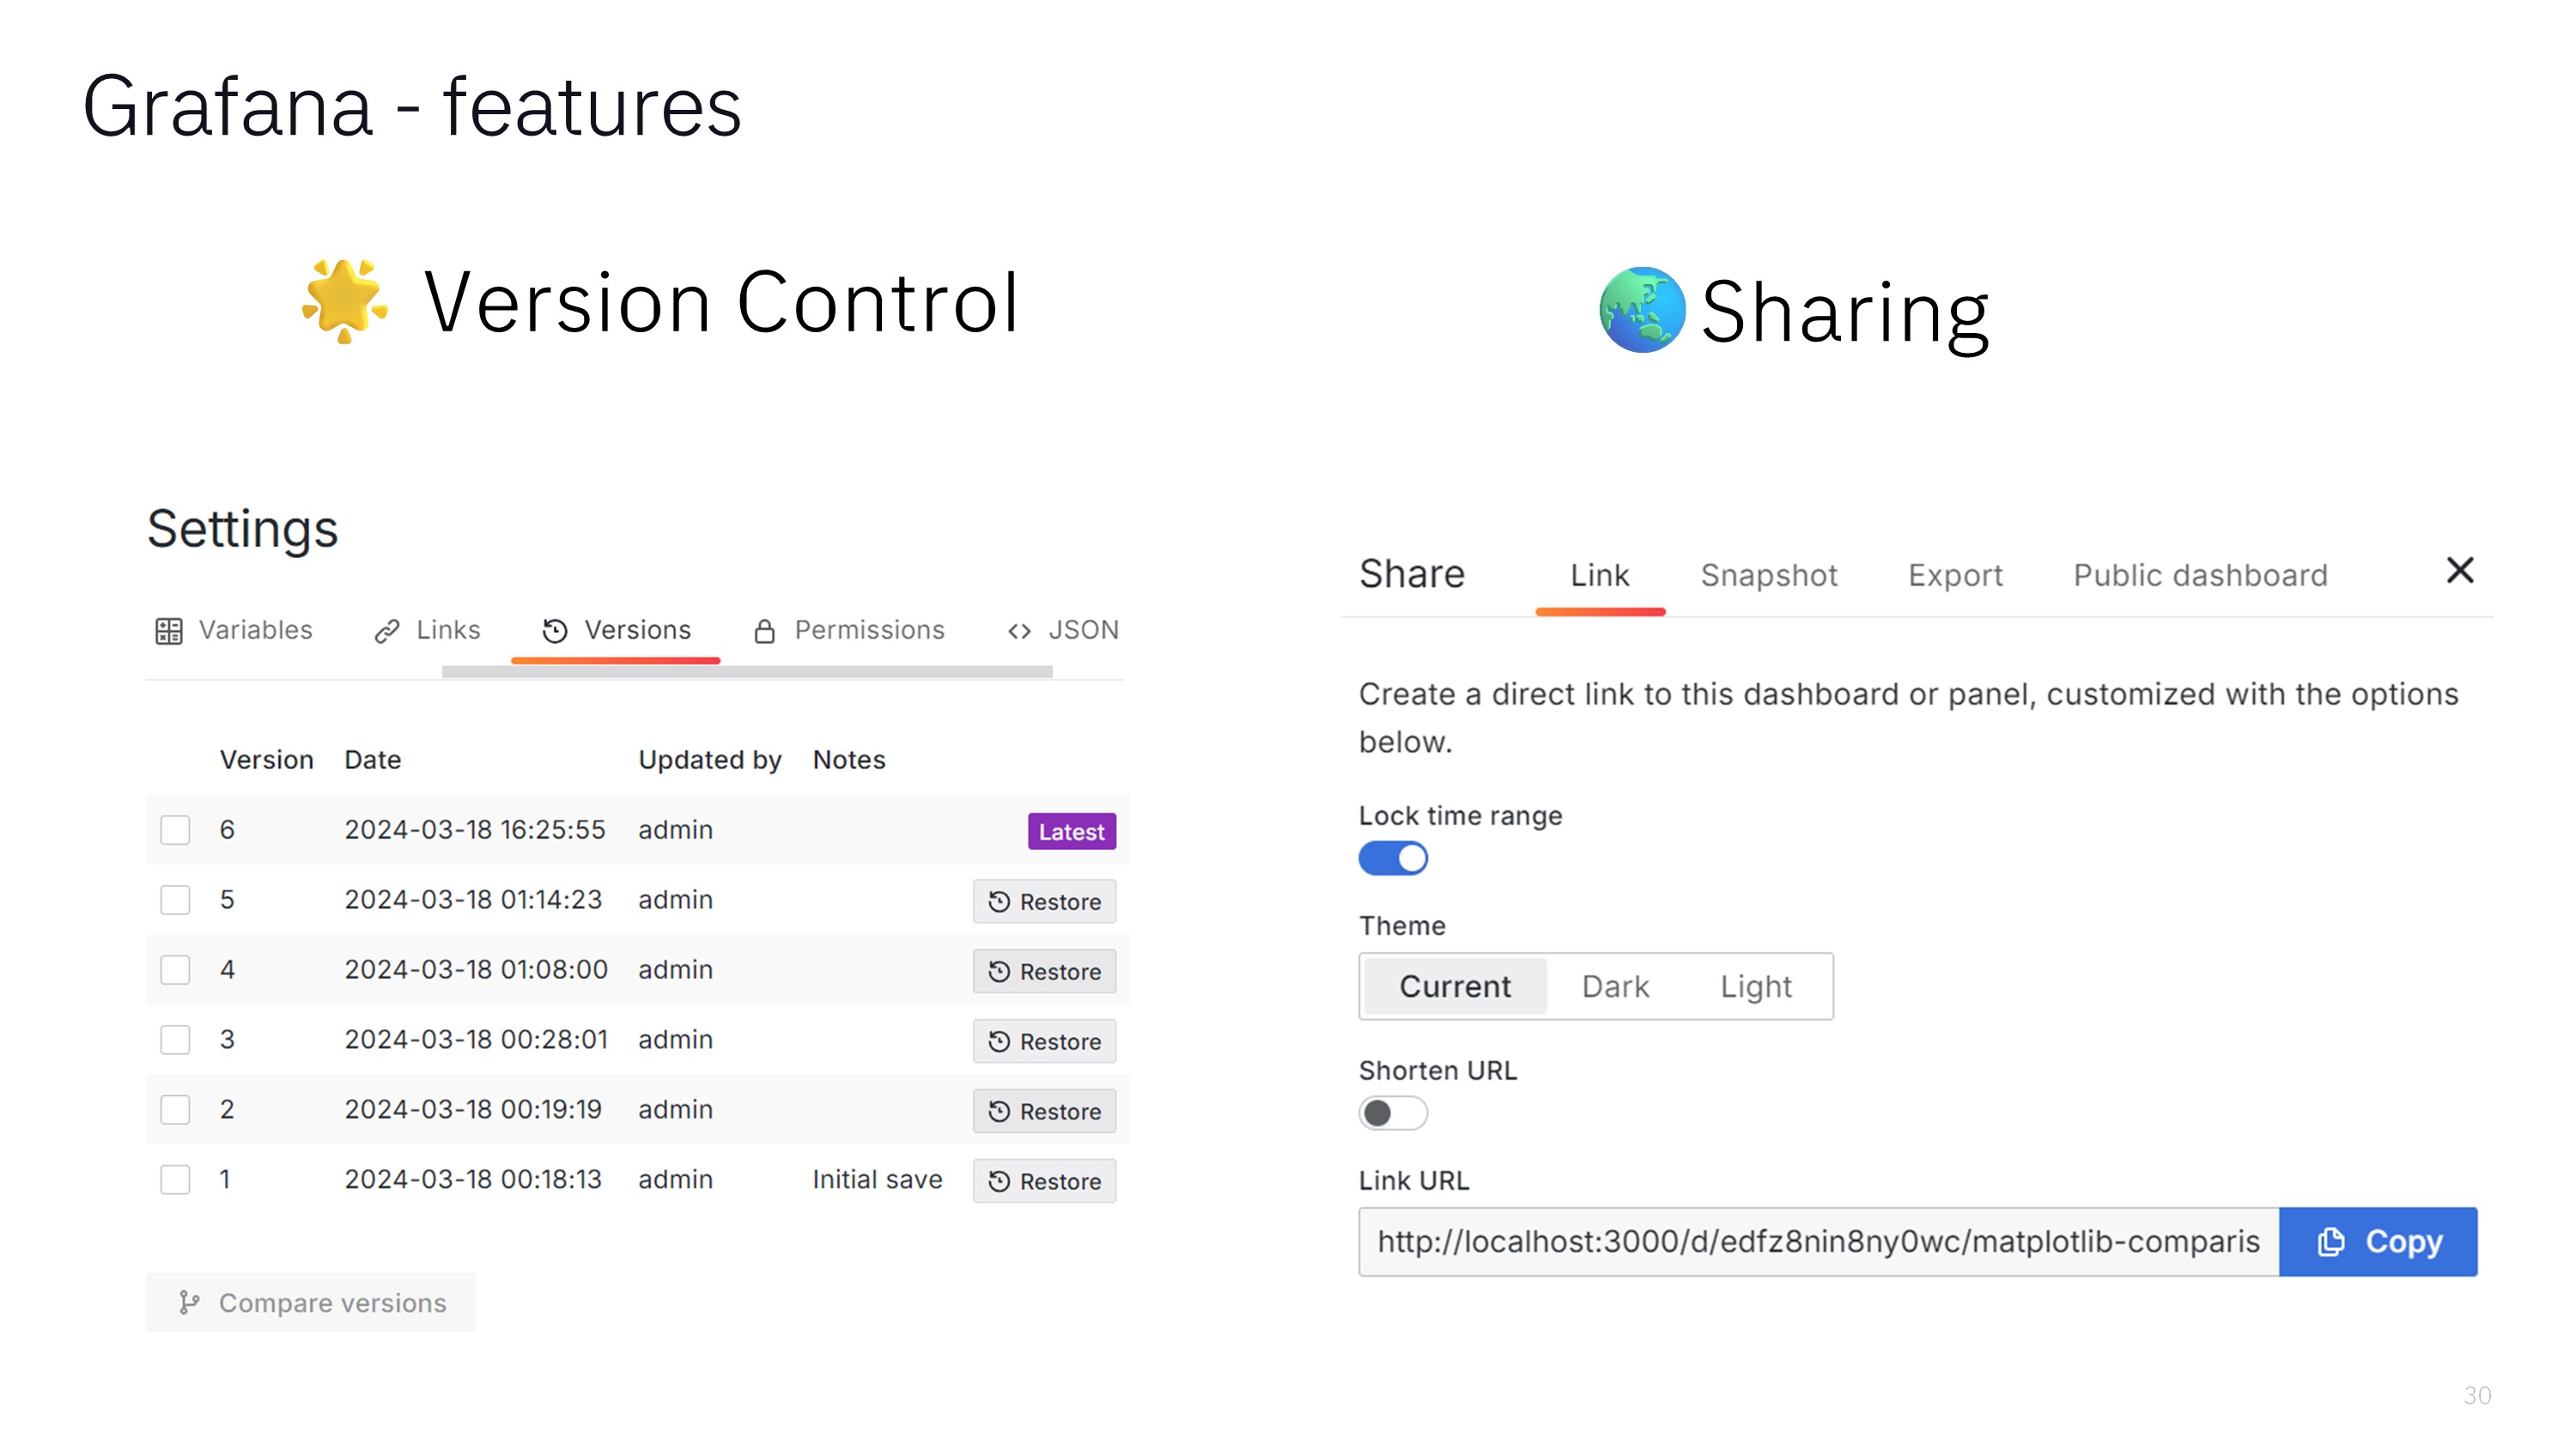 Grafana - features
Version Control
Sharing
Settings
Variables Links Versions Permissions JSON
Version Date Updated by Notes
6 2024-03-18 16:25:55 admin Latest
5 2024-03-18 01:14:23 admin Restore
4 2024-03-18 01:08:00 admin Restore
3 2024-03-18 00:28:01 admin Restore
2 2024-03-18 00:19:19 admin Restore
1 2024-03-18 00:18:13 admin Initial save Restore
Compare versions
Share Link Snapshot Export Public dashboard
Create a direct link to this dashboard or panel, customized with the options
below.
Lock time range
Theme
Current Dark Light
Shorten URL
Link URL
http://localhost:3000/d/edfz8nin8ny0wc/matplotlib-comparis Copy
30